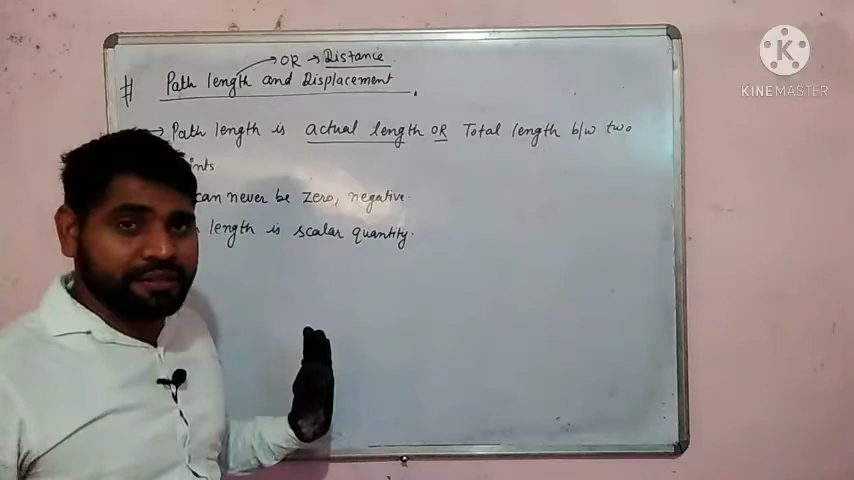 OR → Distance
# Path length and Displacement.
→ Path length is actual length OR Total length b/w two
can never be zero, negative.
length is scalar quantity.
K
KINEMASTER